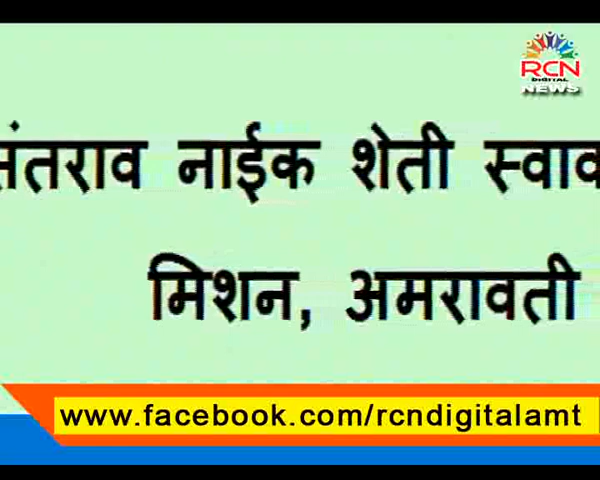 RCN
DIGITAL
NEWS
संतराव नाईक शेती स्वाव
मिशन, अमरावती
www.facebook.com/rcndigitalamt